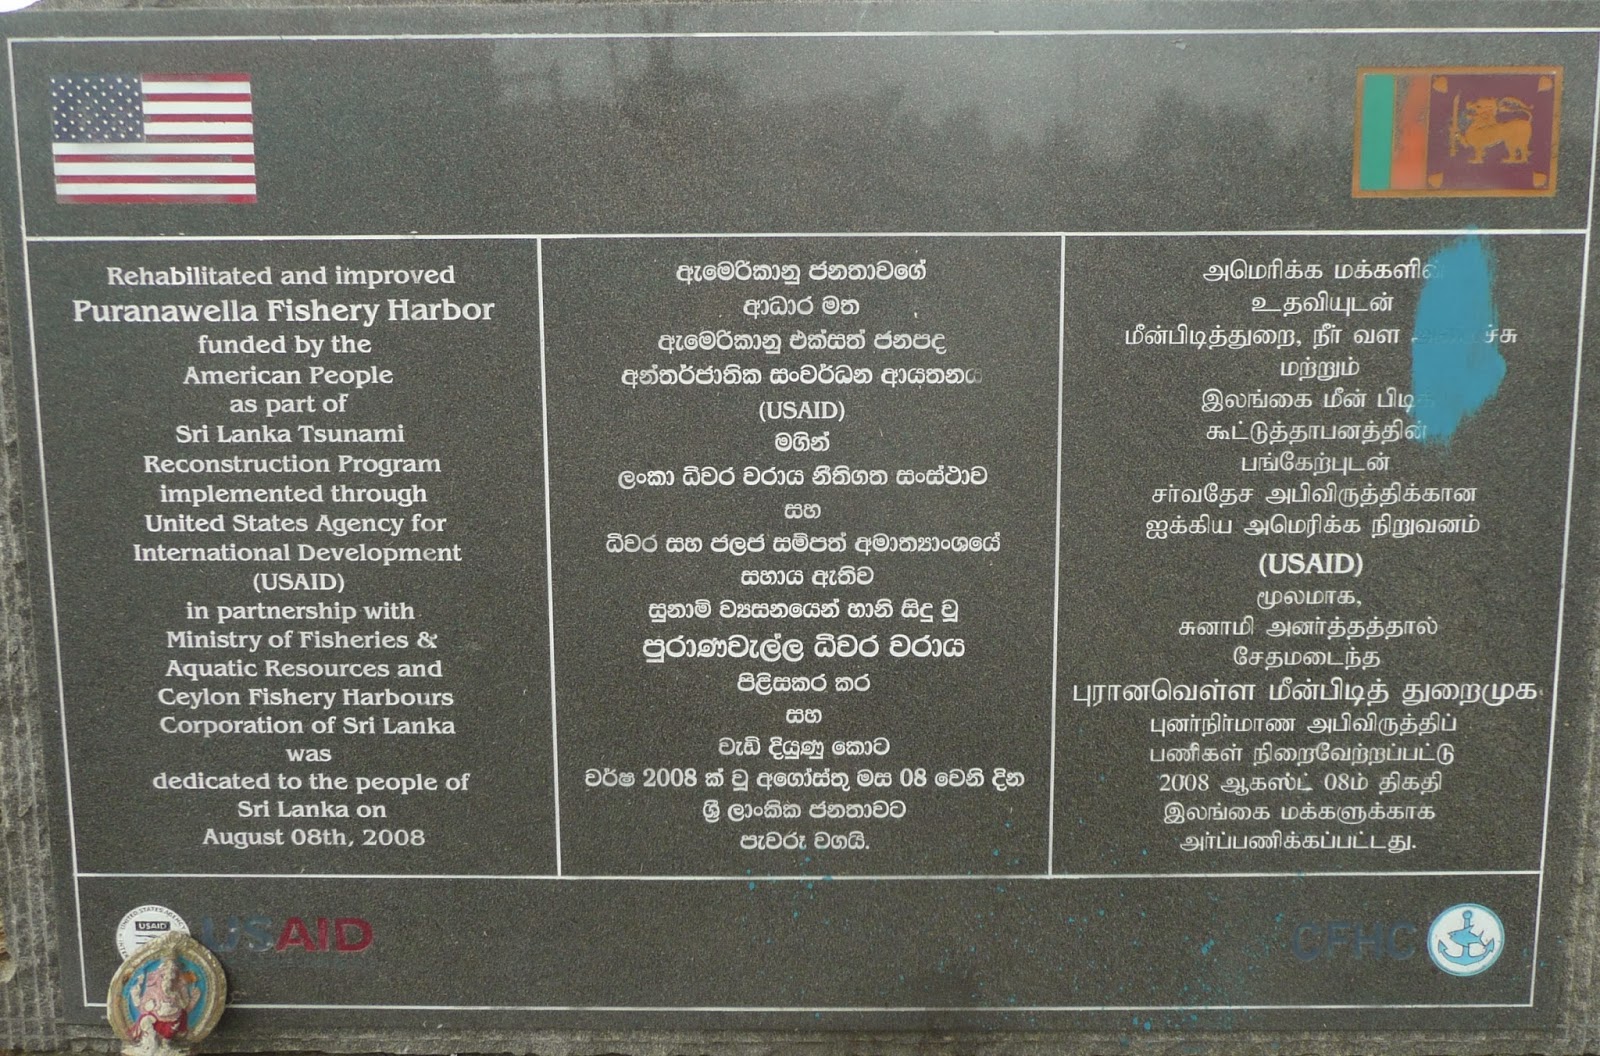 Rehabilitated and improved
Puranawella Fishery Harbor
funded by the
American People
as part of
Sri Lanka Tsunami
Reconstruction Program
implemented through
United States Agency for
International Development
(USAID)
in partnership with
Ministry of Fisheries &
Aquatic Resources and
Ceylon Fishery Harbours
Corporation of Sri Lanka
was
dedicated to the people of
Sri Lanka on
August 08th, 2008
ඇමෙරිකානු ජනතාවගේ
ආධාර මත
ඇමෙරිකානු එක්සත් ජනපද
අන්තර්ජාතික සංවර්ධන ආයතනය
(USAID)
මගින්
ලංකා ධීවර වරාය නීතිගත සංස්ථාව
සහ
ධීවර සහ ජලජ සම්පත් අමාත්‍යාංශයේ
සහාය ඇතිව
සුනාමි ව්‍යසනයෙන් හානි සිදු වූ
පුරාණවැල්ල ධීවර වරාය
පිළිසකර කර
සහ
වැඩි දියුණු කොට
වර්ෂ 2008 ක් වූ අගෝස්තු මස 08 වෙනි දින
ශ්‍රී ලාංකික ජනතාවට
පැවරූ වගයි.
அமெரிக்க
உதவியுடன்
மீன்பிடித்துறை, நீர் வள
மற்றும்
இலங்கை மீன்
கூட்டுத்தாபனத்தின்
பங்கேற்புடன்
சர்வதேச அபிவிருத்திக்கான
ஐக்கிய அமெரிக்க நிறுவனம்
(USAID)
மூலமாக,
சுனாமி அனர்த்தத்தால்
சேதமடைந்த
புரானவெள்ள மீன்பிடித் துறைமுக
புனர்நிர்மாண அபிவிருத்திப்
பணிகள் நிறைவேற்றப்பட்டு
2008 ஆகஸ்ட் 08ம் திகதி
இலங்கை மக்களுக்காக
அர்ப்பணிக்கப்பட்டது.
USAID
USAID
CFHC